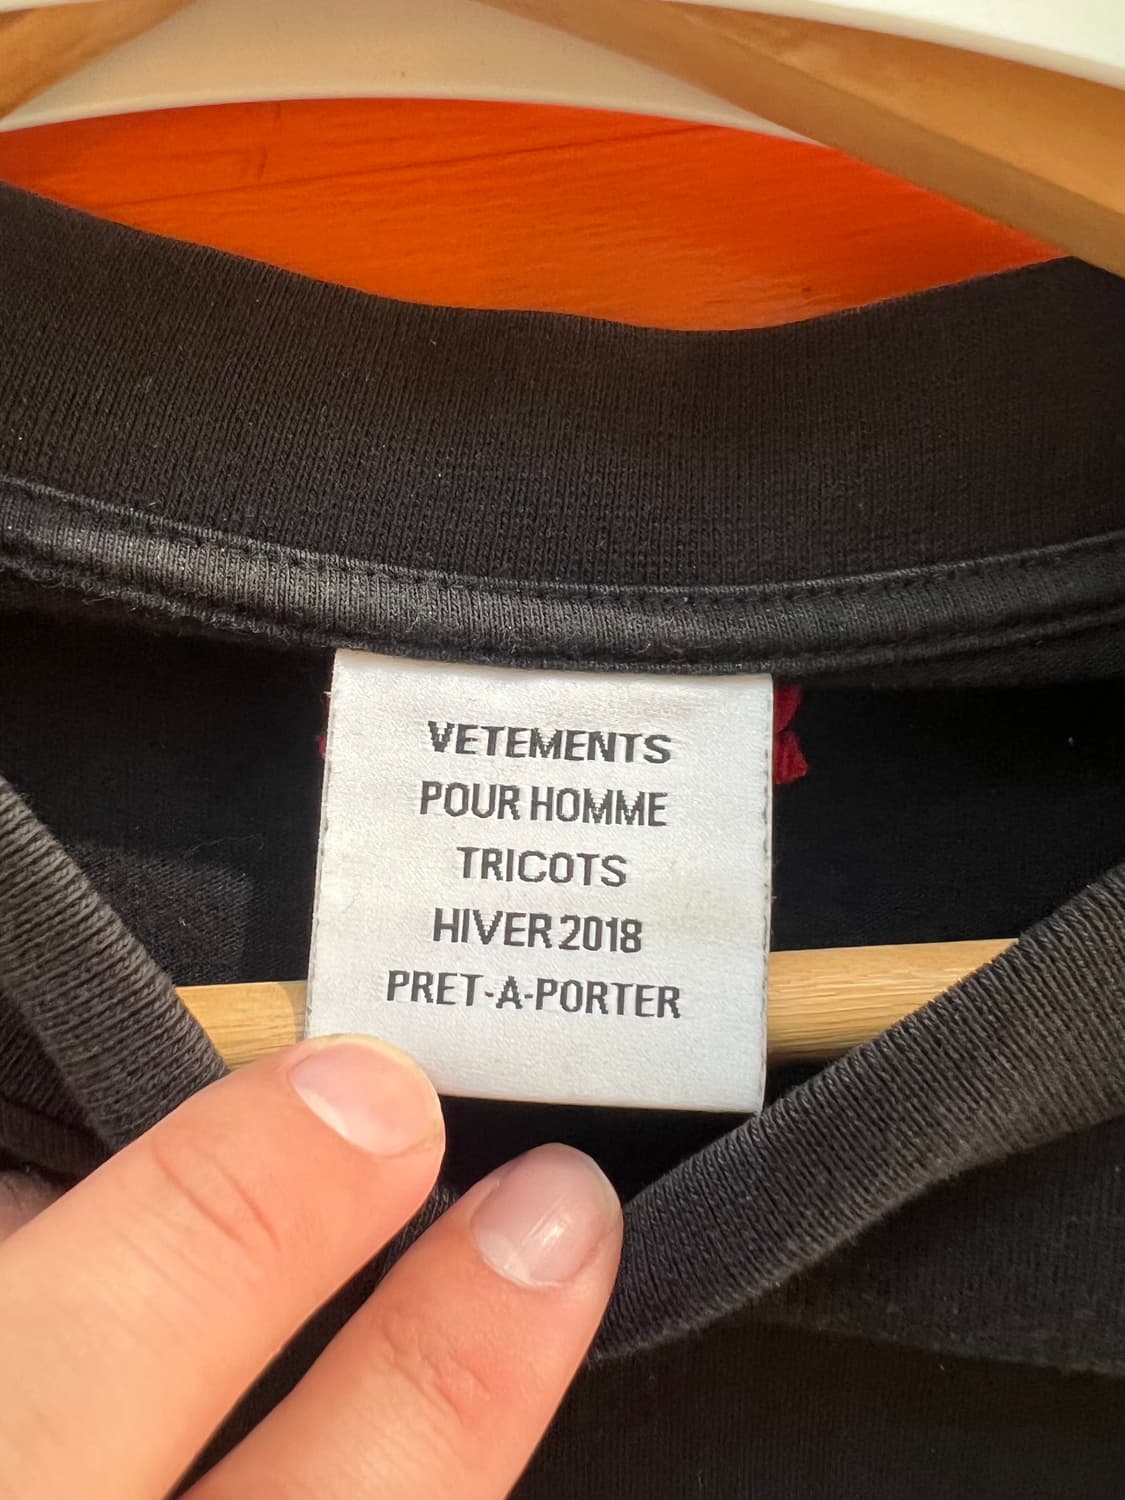 VETEMENTS
POUR HOMME
TRICOTS
HIVER 2018
PRET-A-PORTER